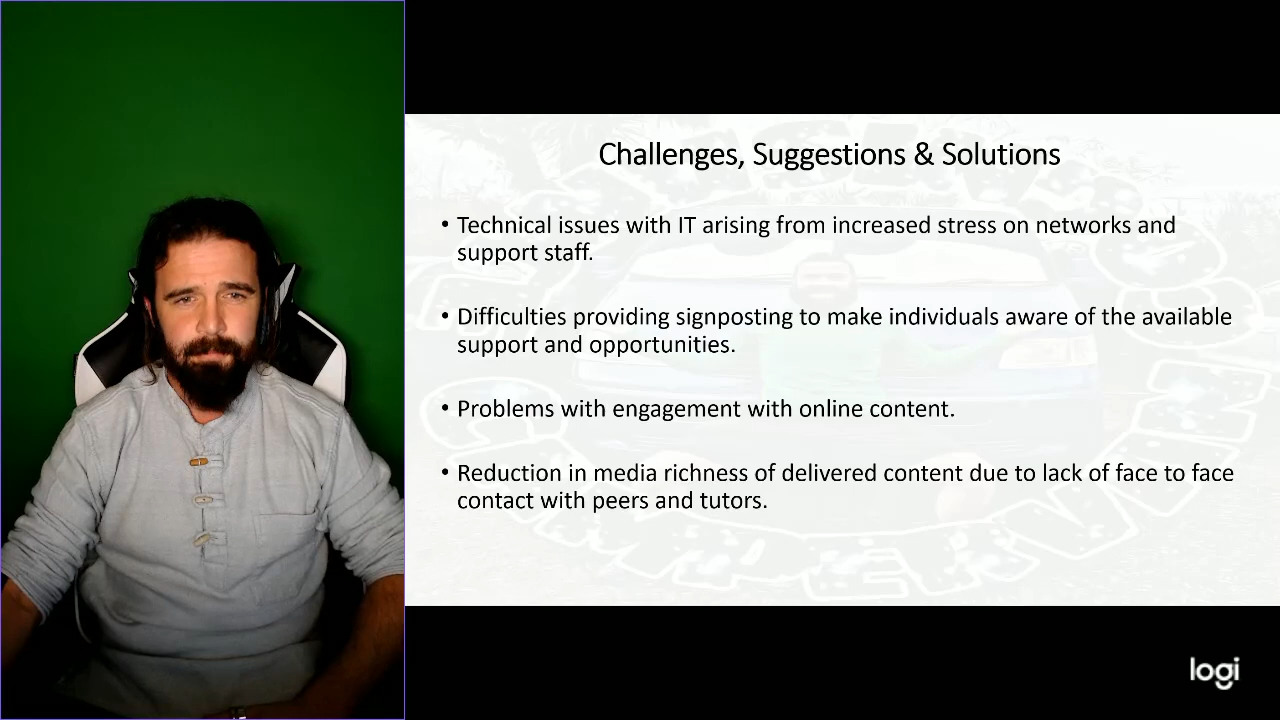 Challenges, Suggestions & Solutions
• Technical issues with IT arising from increased stress on networks and
support staff.
• Difficulties providing signposting to make individuals aware of the available
support and opportunities.
• Problems with engagement with online content.
• Reduction in media richness of delivered content due to lack of face to face
contact with peers and tutors.
logi